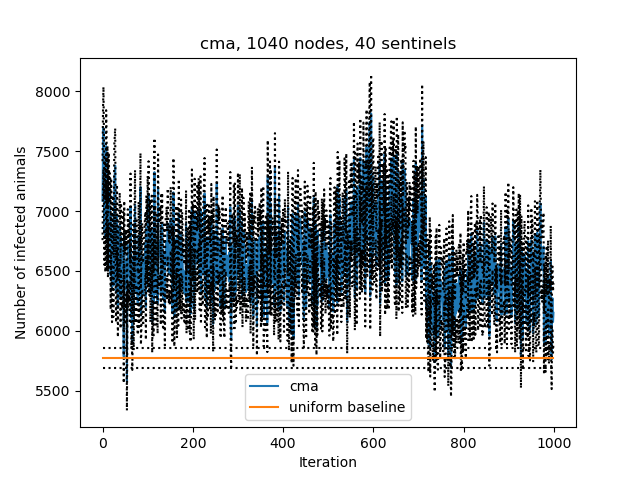 cma, 1040 nodes, 40 sentinels
Number of infected animals
8000
7500
7000
6500
6000
5500
cma
uniform baseline
0 200 400 600 800 1000
Iteration